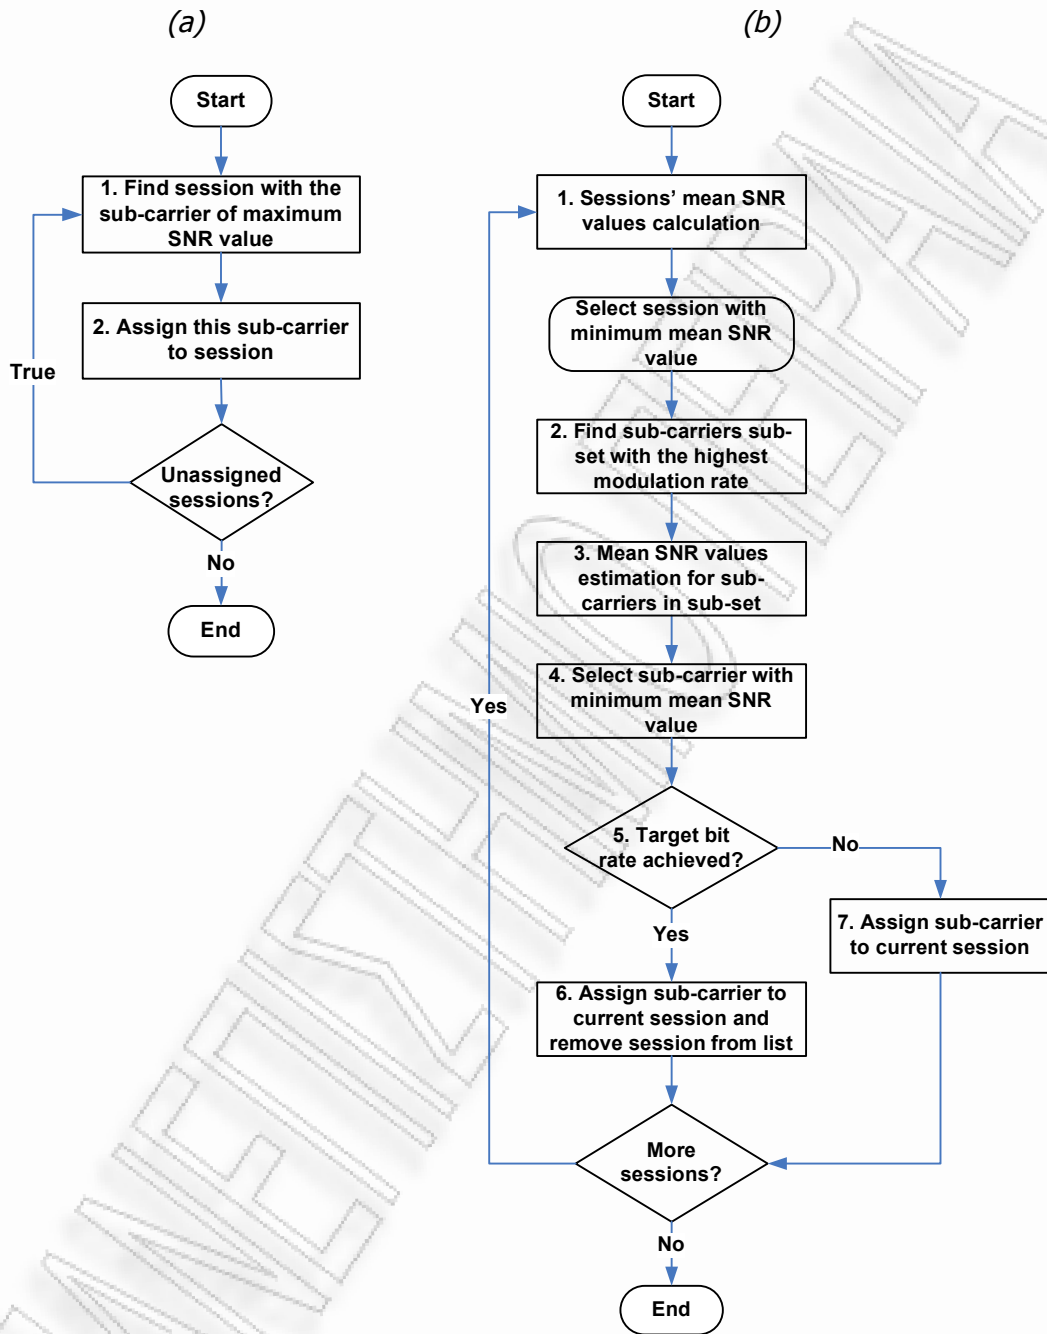 (a)
Start
1. Find session with the
sub-carrier of maximum
SNR value
2. Assign this sub-carrier
to session
True
Unassigned
sessions?
No
End
(b)
Start
1. Sessions' mean SNR
values calculation
Select session with
minimum mean SNR
value
2. Find sub-carriers sub-
set with the highest
modulation rate
3. Mean SNR values
estimation for sub-
carriers in sub-set
4. Select sub-carrier with
minimum mean SNR
value
Yes
5. Target bit
rate achieved?
No
Yes
7. Assign sub-carrier
to current session
6. Assign sub-carrier to
current session and
remove session from list
More
sessions?
No
End
ΠΑΝΕΠΙΣΤΗΜΙΟ ΠΕΙΡΑΙΑ